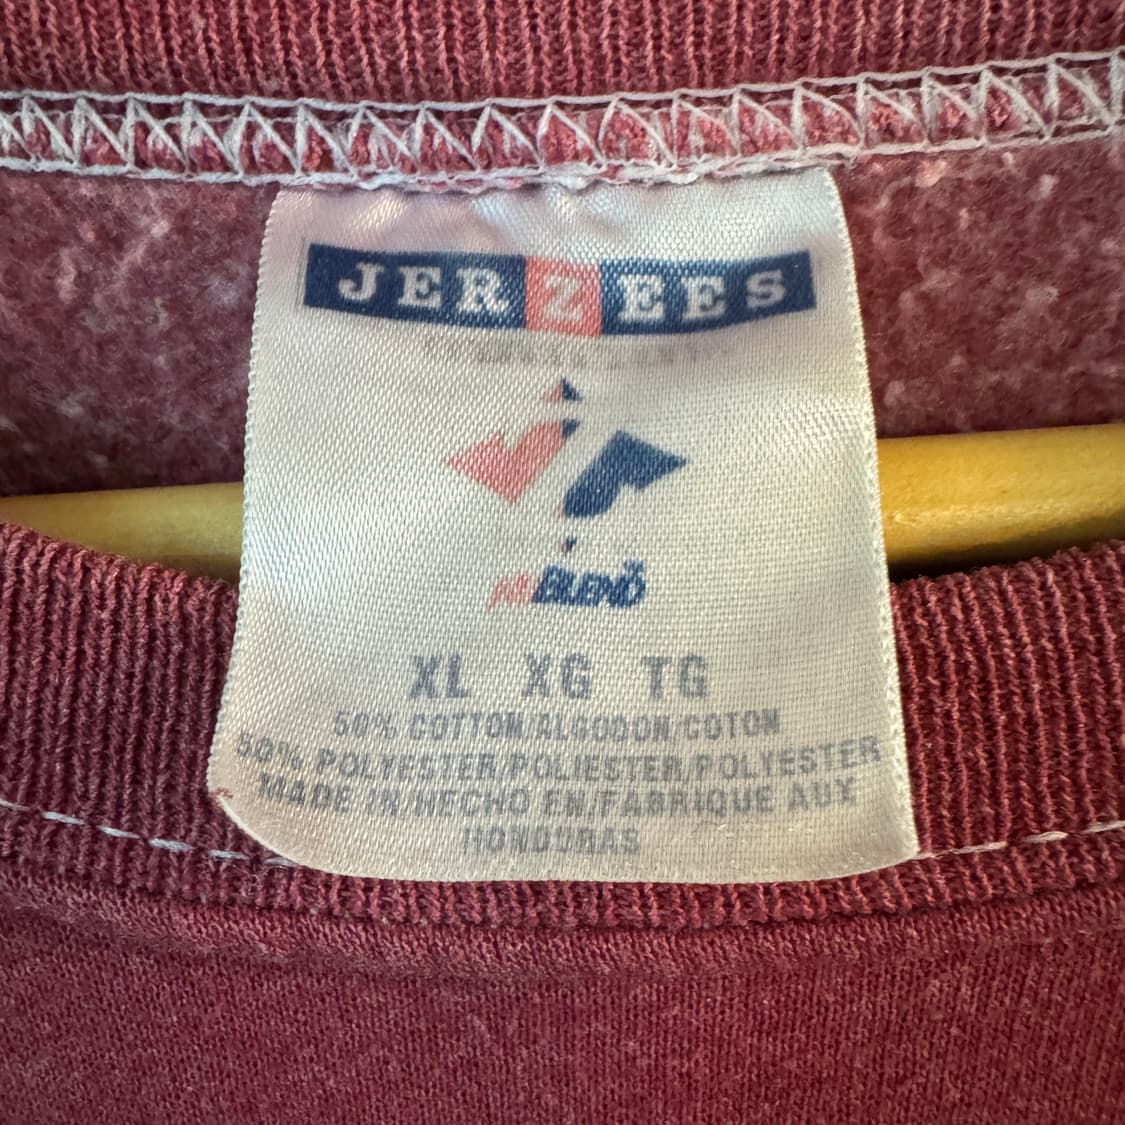 JERZEES
BLEND
XL XG TG
50% COTTON/ALGODON/COTON
50% POLYESTER/POLIESTER/POLYESTER
MADE IN/HECHO EN/FABRIQUE AUX
HONDURAS